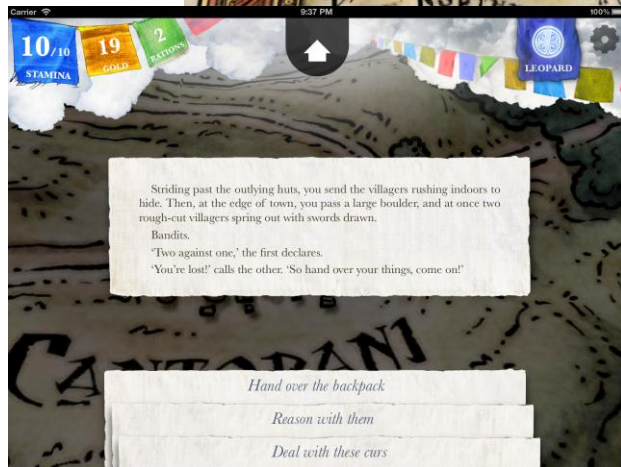 Carrier 9:37 PM 100%
10/10
STAMINA
19
GOLD
2
RATIONS
LEOPARD
Striding past the outlying huts, you send the villagers rushing indoors to
hide. Then, at the edge of town, you pass a large boulder, and at once two
rough-cut villagers spring out with swords drawn.
Bandits.
‘Two against one,’ the first declares.
‘You’re lost!’ calls the other. ‘So hand over your things, come on!’
CANTOPANI
Hand over the backpack
Reason with them
Deal with these curs